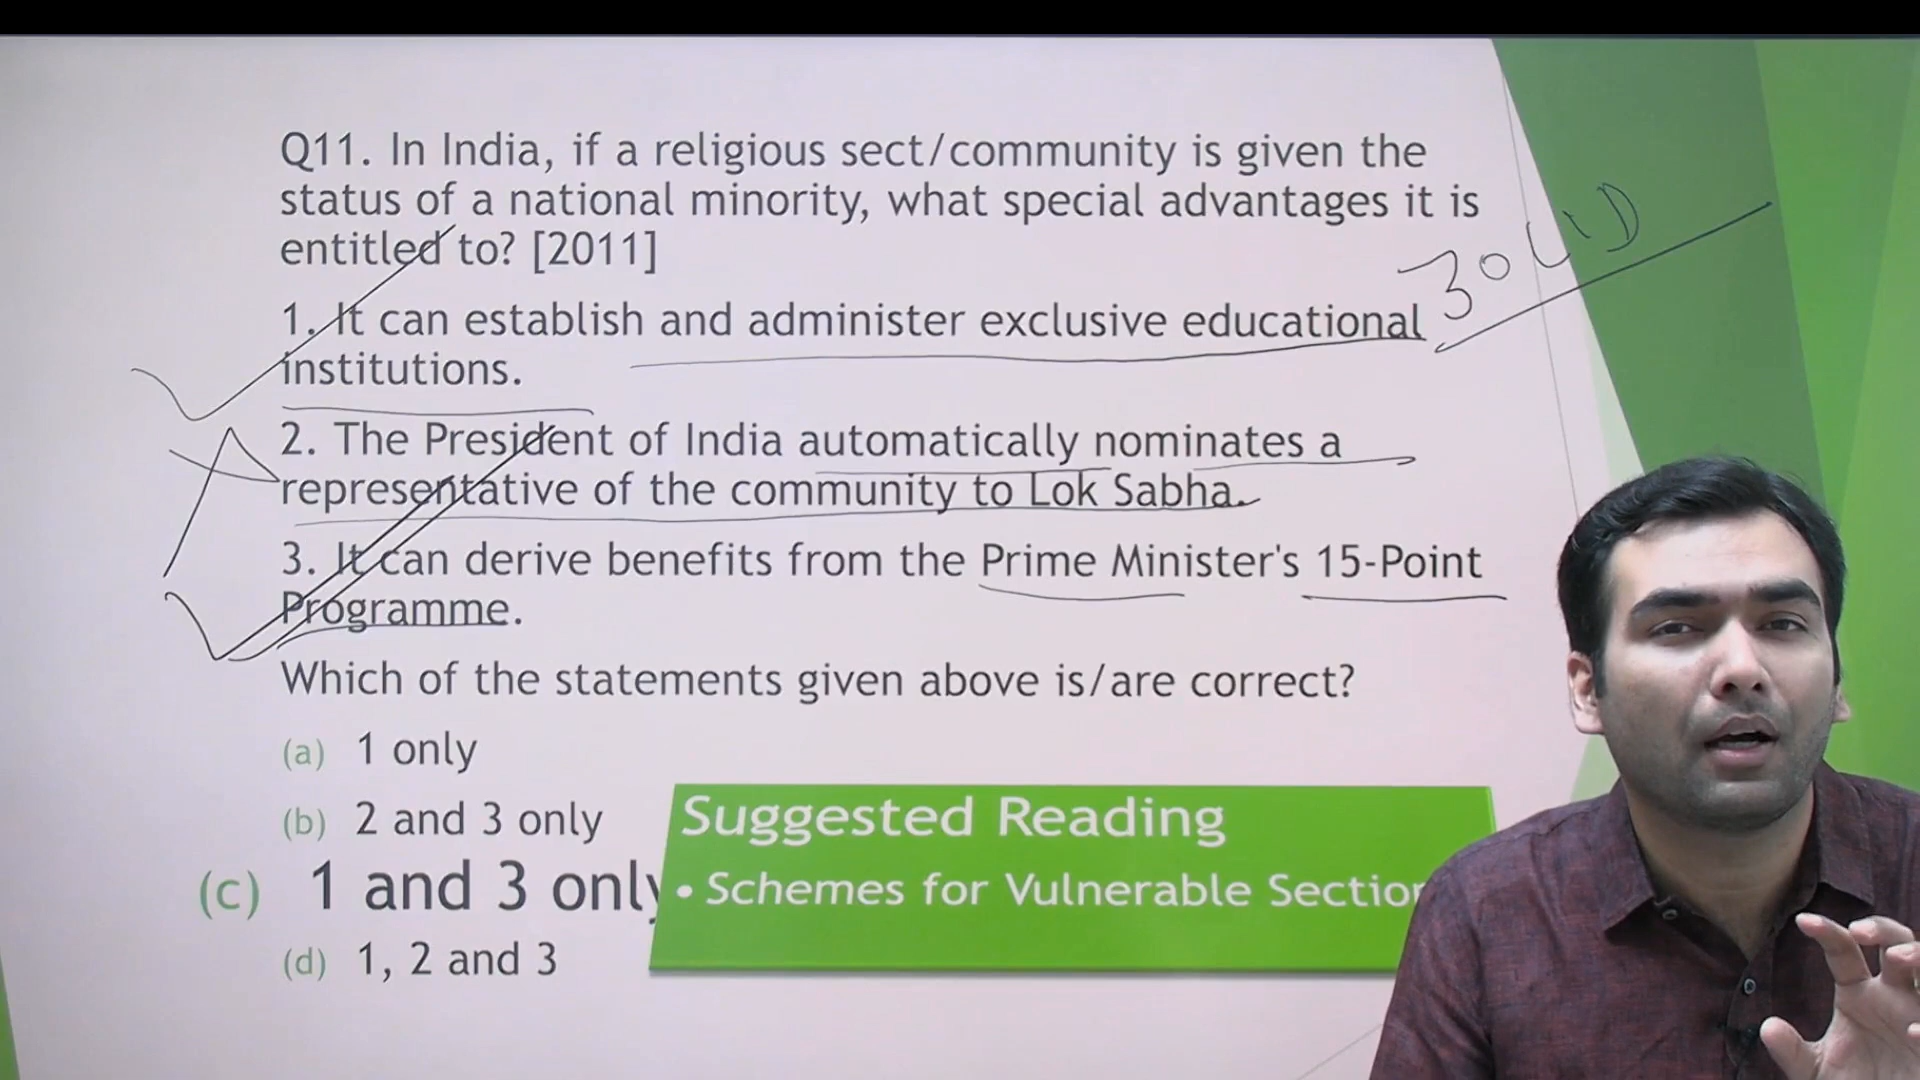 Q11. In India, if a religious sect/community is given the
status of a national minority, what special advantages it is
entitled to? [2011]
1. It can establish and administer exclusive educational
institutions.
30(1)
2. The President of India automatically nominates a
representative of the community to Lok Sabha.
3. It can derive benefits from the Prime Minister's 15-Point
Programme.
Which of the statements given above is/are correct?
(a) 1 only
(b) 2 and 3 only
(c) 1 and 3 only
(d) 1, 2 and 3
Suggested Reading
• Schemes for Vulnerable Section